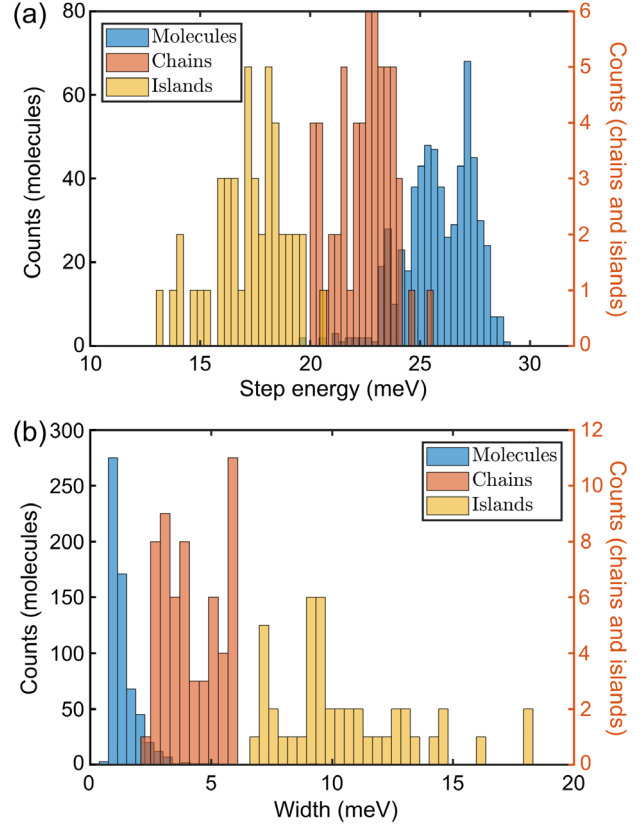 (a)
80
60
40
20
0
Counts (molecules)
Molecules
Chains
Islands
6
5
4
3
2
1
0
Counts (chains and islands)
10 15 20 25 30
Step energy (meV)
(b)
300
250
200
150
100
50
0
Counts (molecules)
Molecules
Chains
Islands
12
10
8
6
4
2
0
Counts (chains and islands)
0 5 10 15 20
Width (meV)